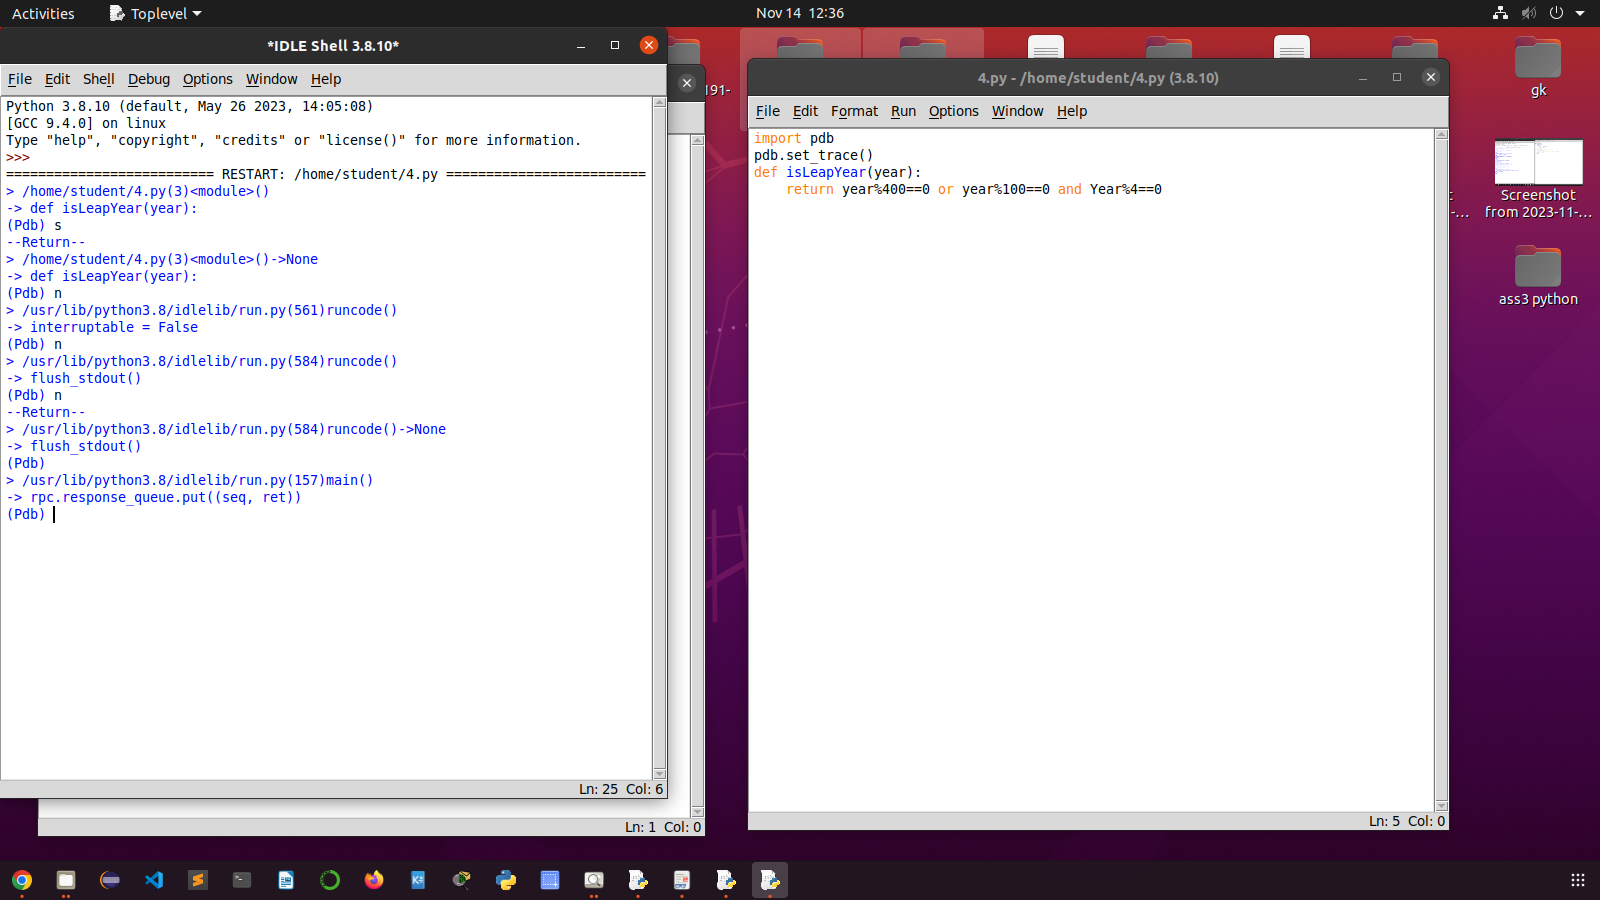 Activities
Toplevel
Nov 14 12:36
*IDLE Shell 3.8.10*
File Edit Shell Debug Options Window Help
Python 3.8.10 (default, May 26 2023, 14:05:08)
[GCC 9.4.0] on linux
Type "help", "copyright", "credits" or "license()" for more information.
>>>
========================== RESTART: /home/student/4.py =========================
> /home/student/4.py(3)<module>()
-> def isLeapYear(year):
(Pdb) s
--Return--
> /home/student/4.py(3)<module>()->None
-> def isLeapYear(year):
(Pdb) n
> /usr/lib/python3.8/idlelib/run.py(561)runcode()
-> interruptable = False
(Pdb) n
> /usr/lib/python3.8/idlelib/run.py(584)runcode()
-> flush_stdout()
(Pdb) n
--Return--
> /usr/lib/python3.8/idlelib/run.py(584)runcode()->None
-> flush_stdout()
(Pdb)
> /usr/lib/python3.8/idlelib/run.py(157)main()
-> rpc.response_queue.put((seq, ret))
(Pdb)
Ln: 25 Col: 6
Ln: 1 Col: 0
191-
4.py - /home/student/4.py (3.8.10)
File Edit Format Run Options Window Help
import pdb
pdb.set_trace()
def isLeapYear(year):
    return year%400==0 or year%100==0 and Year%4==0
Ln: 5 Col: 0
gk
Screenshot
from 2023-11-...
ass3 python